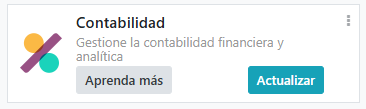 Contabilidad
Gestione la contabilidad financiera y
analítica
Aprenda más
Actualizar